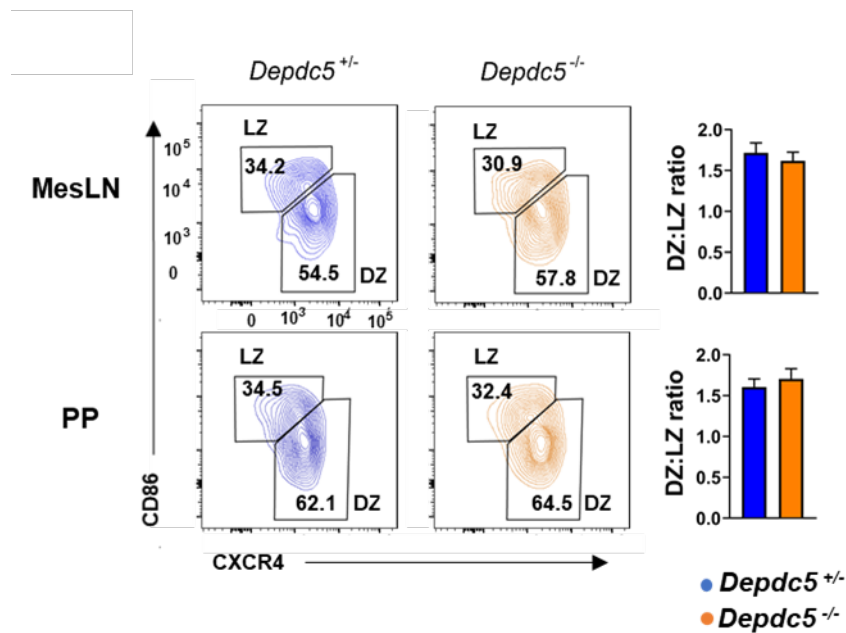 Depdc5+/-
Depdc5-/-
MesLN
LZ
34.2
54.5
DZ
10^5
10^4
10^3
0
0
10^3
10^4
10^5
LZ
30.9
57.8
DZ
DZ:LZ ratio
2.0
1.5
1.0
0.5
0.0
PP
LZ
34.5
62.1
DZ
LZ
32.4
64.5
DZ
DZ:LZ ratio
2.0
1.5
1.0
0.5
0.0
CD86
CXCR4
Depdc5+/-
Depdc5-/-